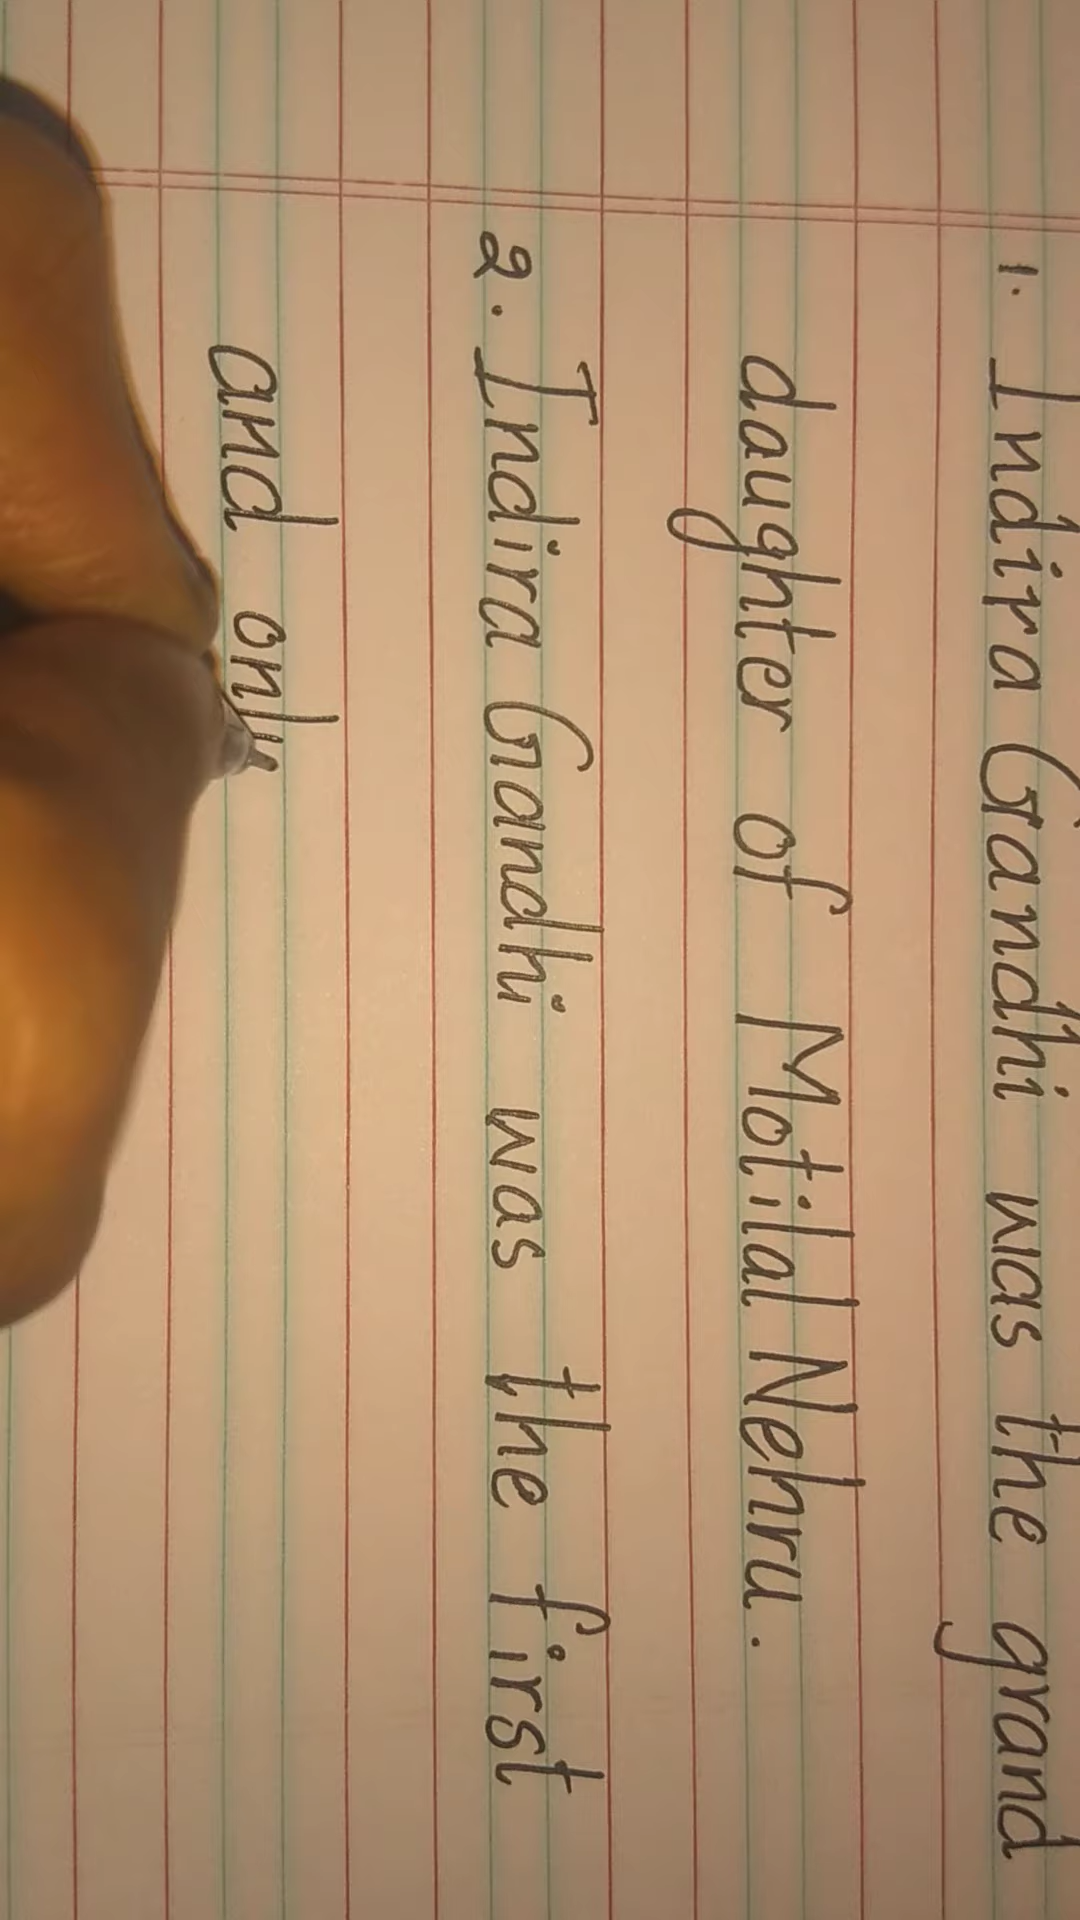 1. Indira Gandhi was the grand
daughter of Motilal Nehru.
2. Indira Gandhi was the first
and only